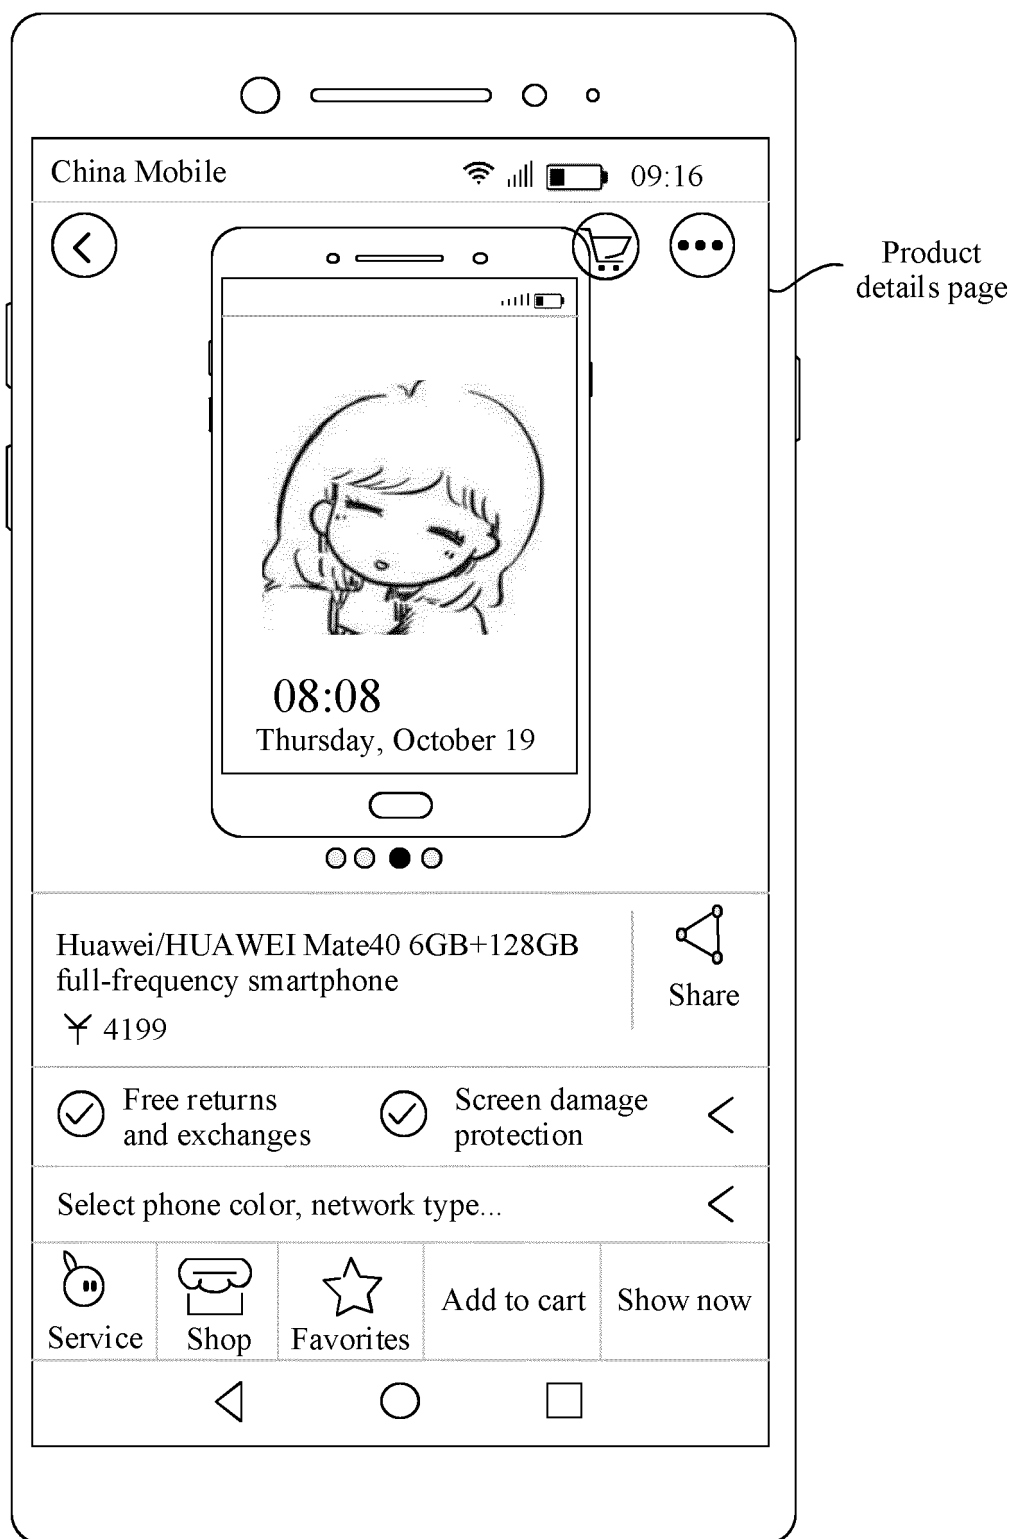 China Mobile 09:16
Product
details page
08:08
Thursday, October 19
Huawei/HUAWEI Mate40 6GB+128GB
full-frequency smartphone
¥ 4199
Share
Free returns
and exchanges
Screen damage
protection
Select phone color, network type...
Service
Shop
Favorites
Add to cart
Show now